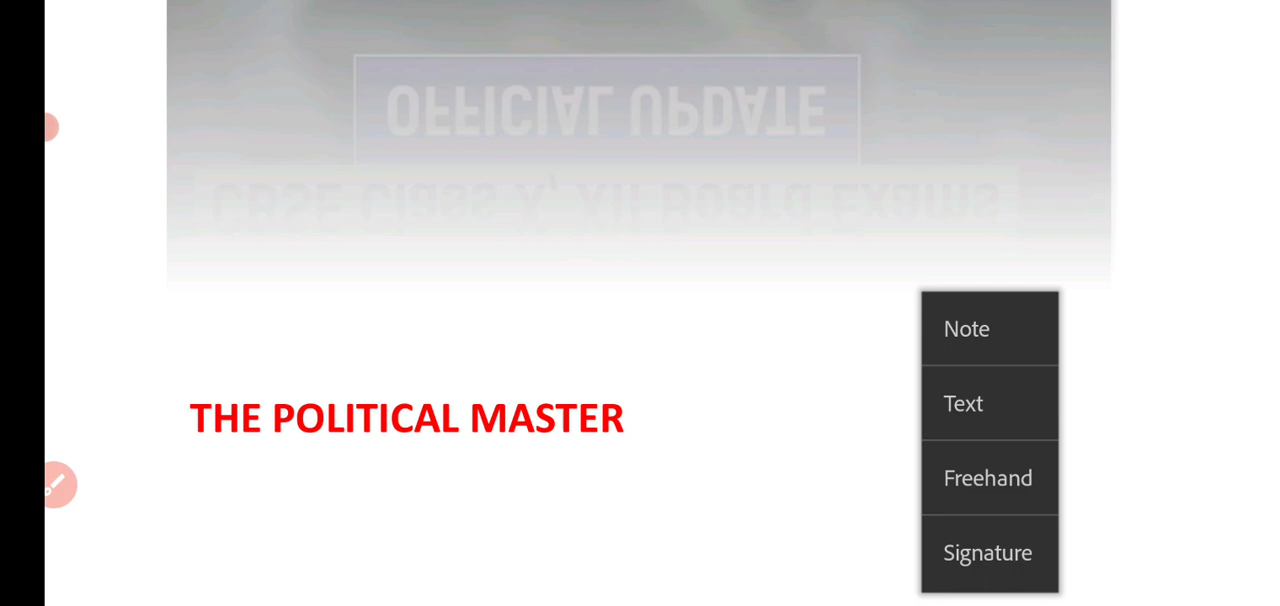 OFFICIAL UPDATE
CBSE Class X, XII Board Exams
Note
THE POLITICAL MASTER
Text
Freehand
Signature